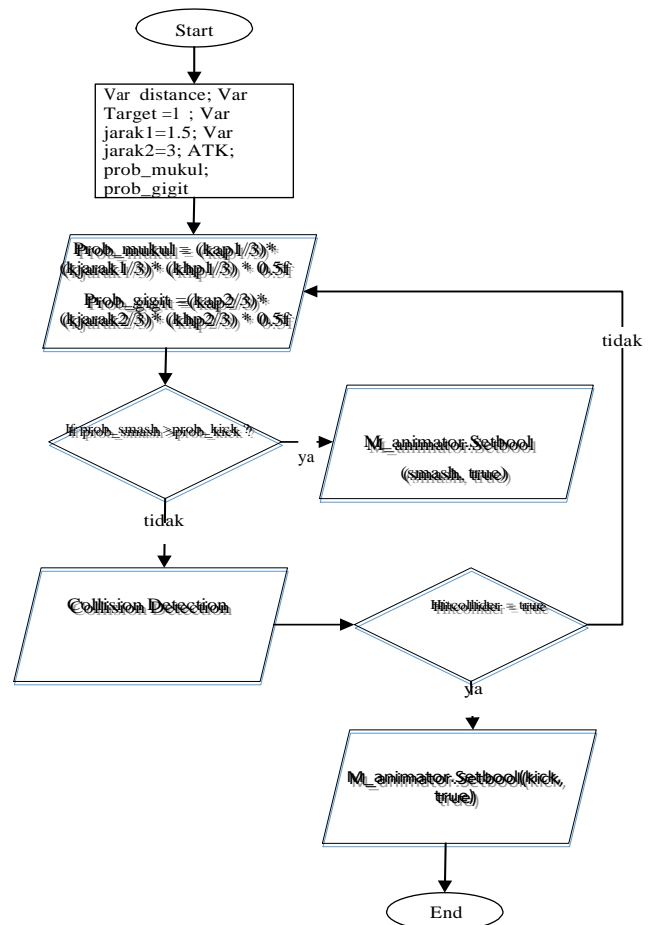 Start
Var distance; Var
Target =1 ; Var
jarak1=1.5; Var
jarak2=3; ATK;
prob_mukul;
prob_gigit
Prob_mukul = (kap1/3)*
(kjarak1/3)* (khp1/3) * 0.5f
Prob_gigit =(kap2/3)*
(kjarak2/3)* (khp2/3) * 0.5f
tidak
If prob_smash >prob_kick ?
ya
M_animator.Setbool
(smash, true)
tidak
Collision Detection
Hitcollider = true
ya
M_animator.Setbool(kick,
true)
End